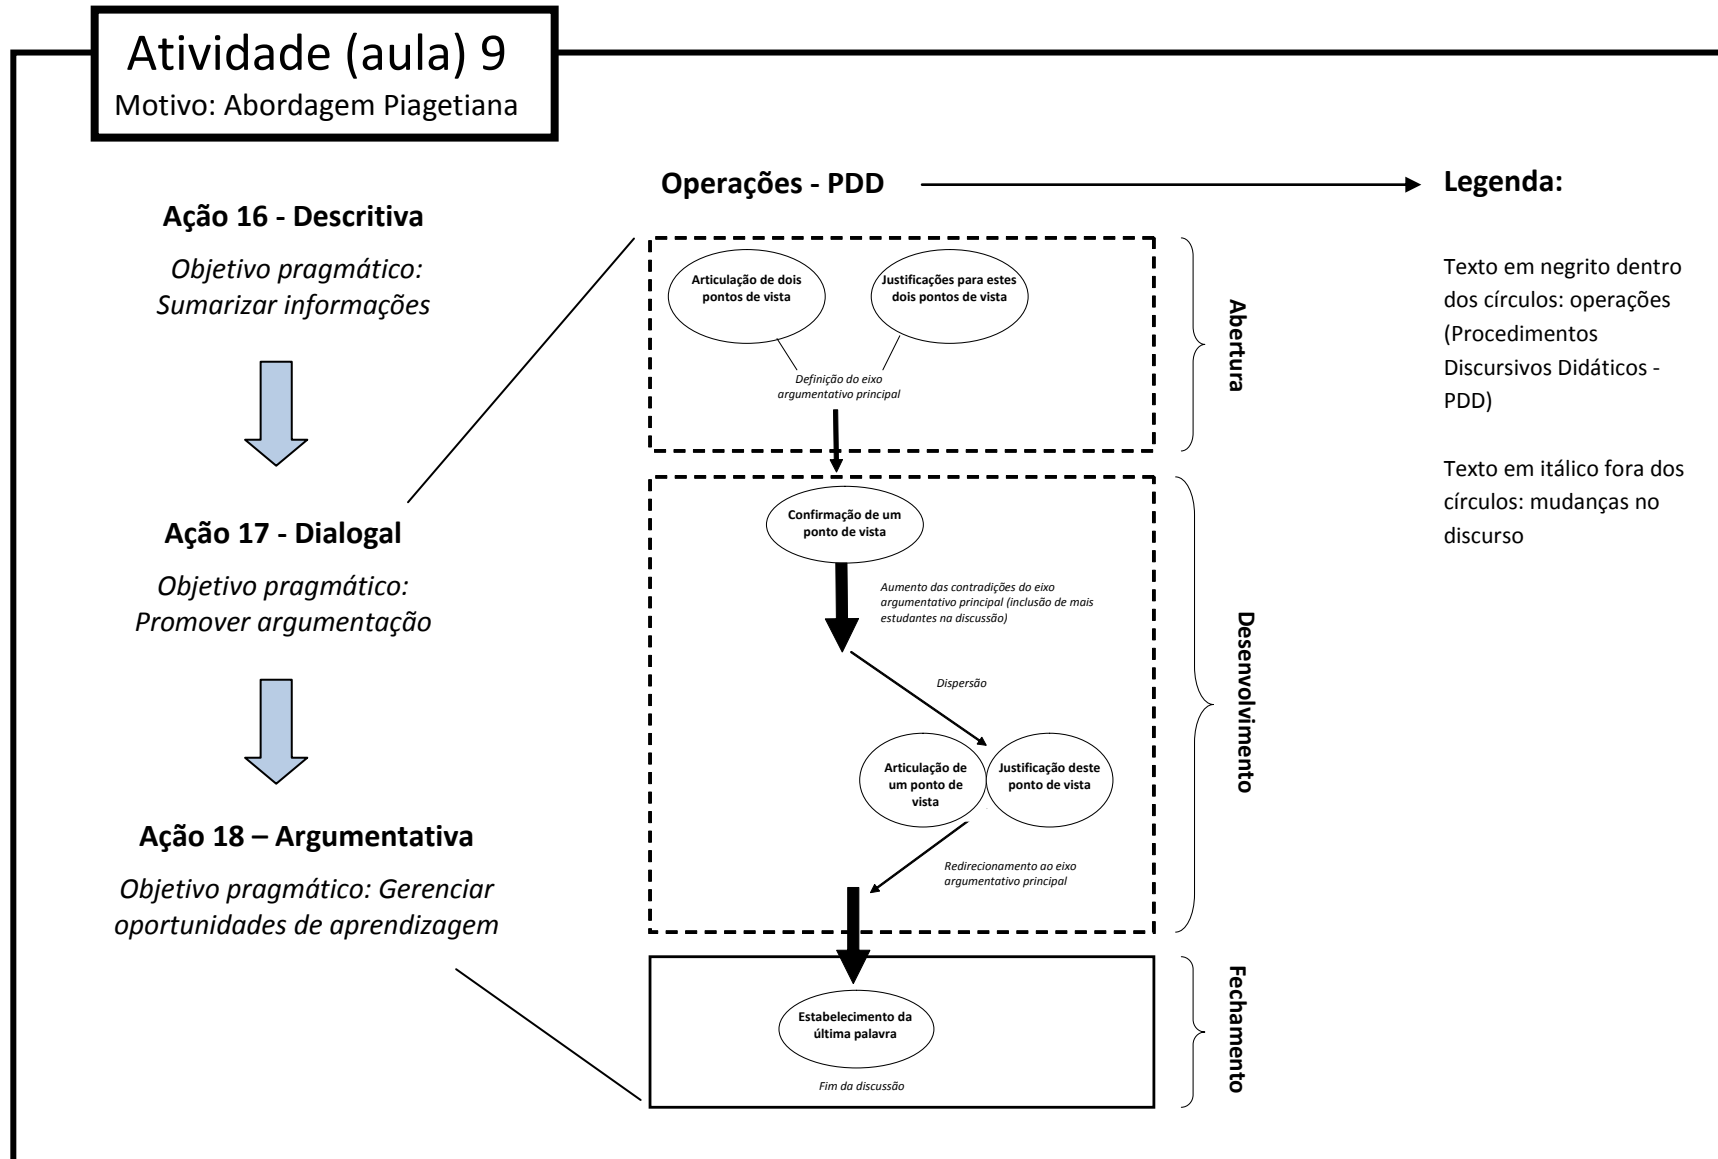 Atividade (aula) 9
Motivo: Abordagem Piagetiana
Ação 16 - Descritiva
Objetivo pragmático:
Sumarizar informações
Ação 17 - Dialogal
Objetivo pragmático:
Promover argumentação
Ação 18 – Argumentativa
Objetivo pragmático: Gerenciar
oportunidades de aprendizagem
Operações - PDD
Articulação de dois
pontos de vista
Justificações para estes
dois pontos de vista
Definição do eixo
argumentativo principal
Abertura
Confirmação de um
ponto de vista
Aumento das contradições do eixo
argumentativo principal (inclusão de mais
estudantes na discussão)
Dispersão
Articulação de
um ponto de
vista
Justificação deste
ponto de vista
Redirecionamento ao eixo
argumentativo principal
Desenvolvimento
Estabelecimento da
última palavra
Fim da discussão
Fechamento
Legenda:
Texto em negrito dentro
dos círculos: operações
(Procedimentos
Discursivos Didáticos -
PDD)
Texto em itálico fora dos
círculos: mudanças no
discurso